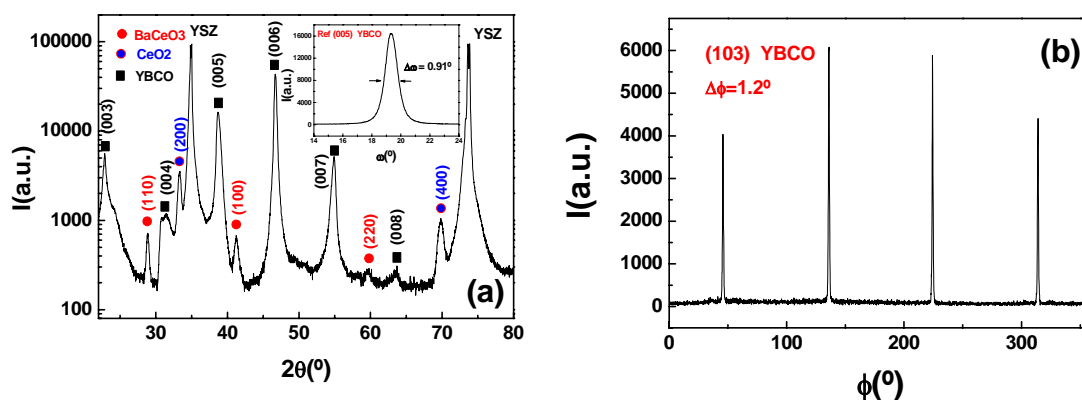 YSZ
YSZ
BaCeO3
CeO2
YBCO
Ref (005) YBCO
Δω = 0.91º
I(a.u.)
16000
12000
8000
4000
0
14 16 18 20 22 24
ω(º)
(003)
(110)
(004)
(200)
(005)
(100)
(006)
(007)
(220)
(008)
(400)
(a)
I(a.u.)
100000
10000
1000
100
30 40 50 60 70 80
2θ(º)
(b)
(103) YBCO
Δϕ=1.2º
I(a.u.)
6000
5000
4000
3000
2000
1000
0
0 100 200 300
ϕ(º)